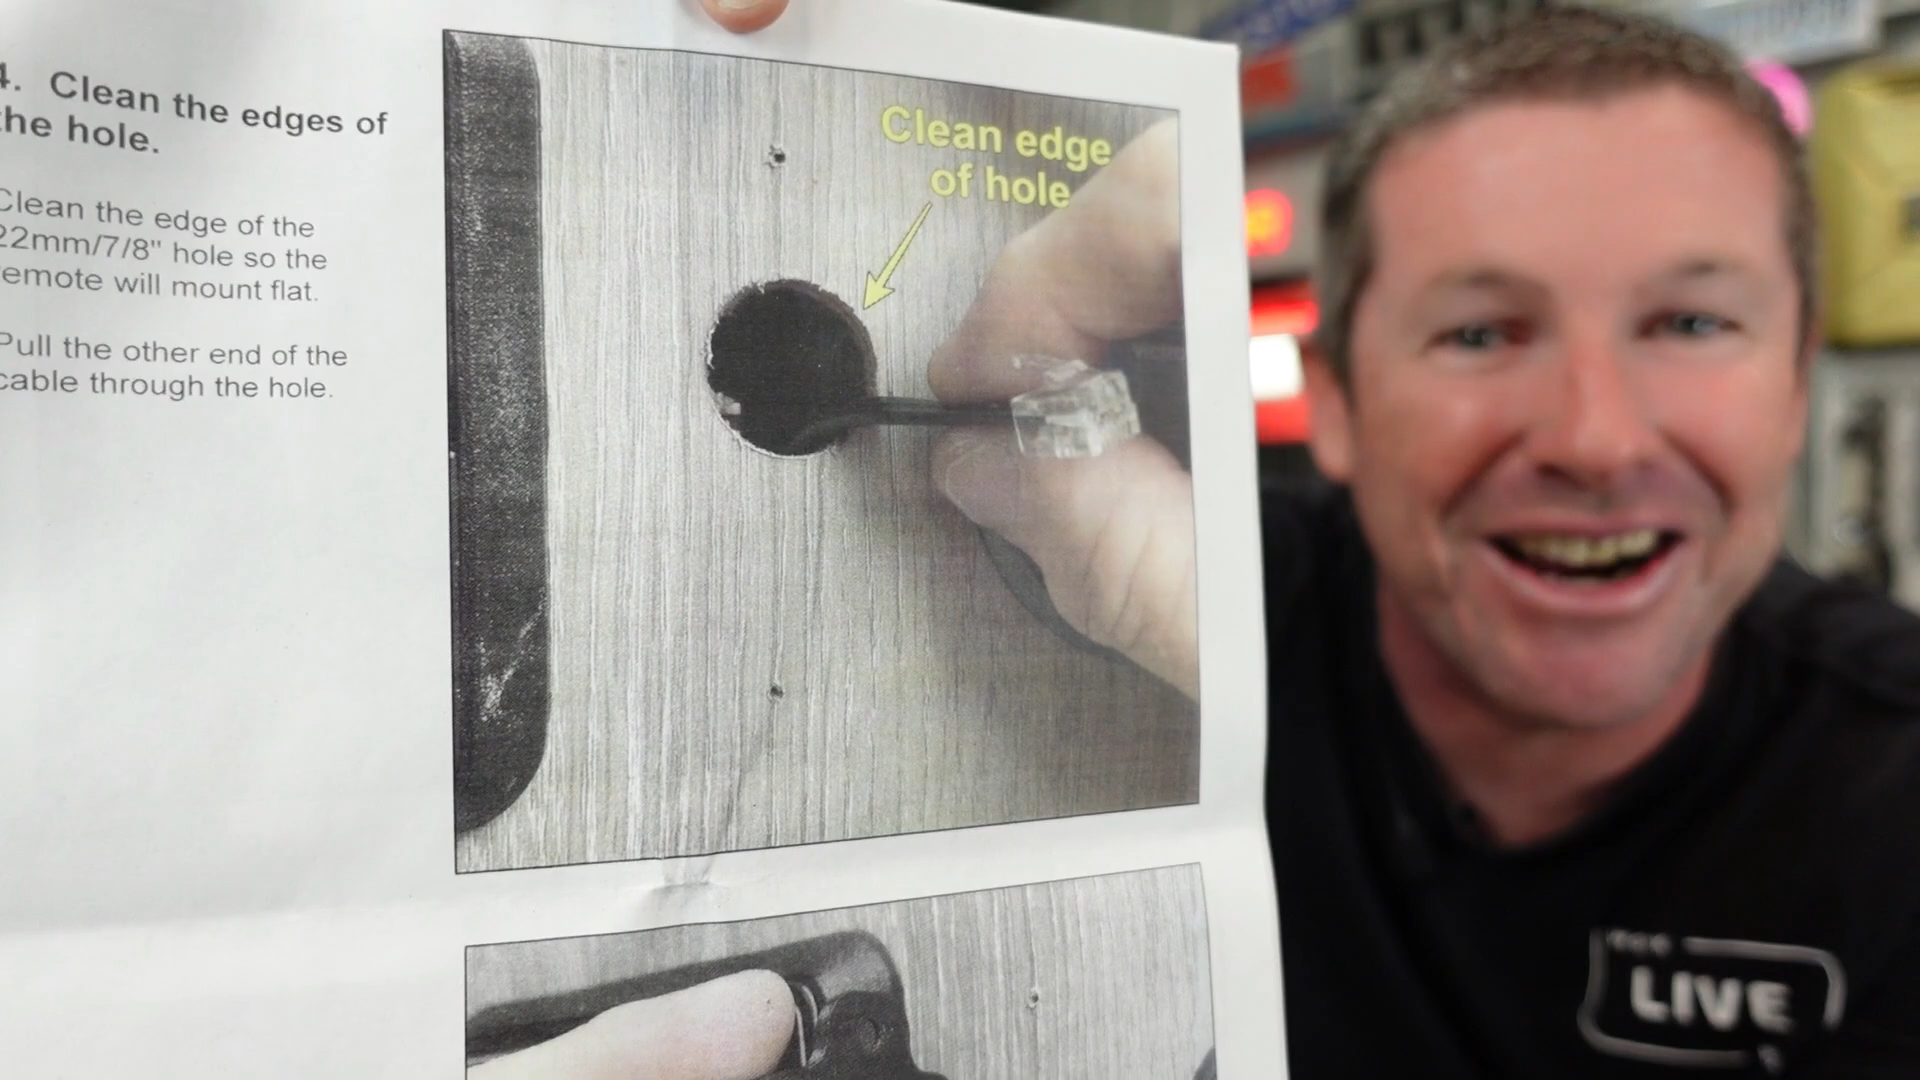 4. Clean the edges of
the hole.
Clean the edge of the
22mm/7/8" hole so the
remote will mount flat.
Pull the other end of the
cable through the hole.
Clean edge
of hole
LIVE